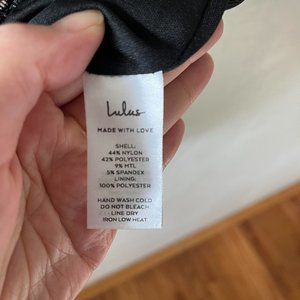 Lulus
MADE WITH LOVE
SHELL:
44% NYLON
42% POLYESTER
9% MTL
5% SPANDEX
LINING:
100% POLYESTER
HAND WASH COLD
DO NOT BLEACH
LINE DRY
IRON LOW HEAT